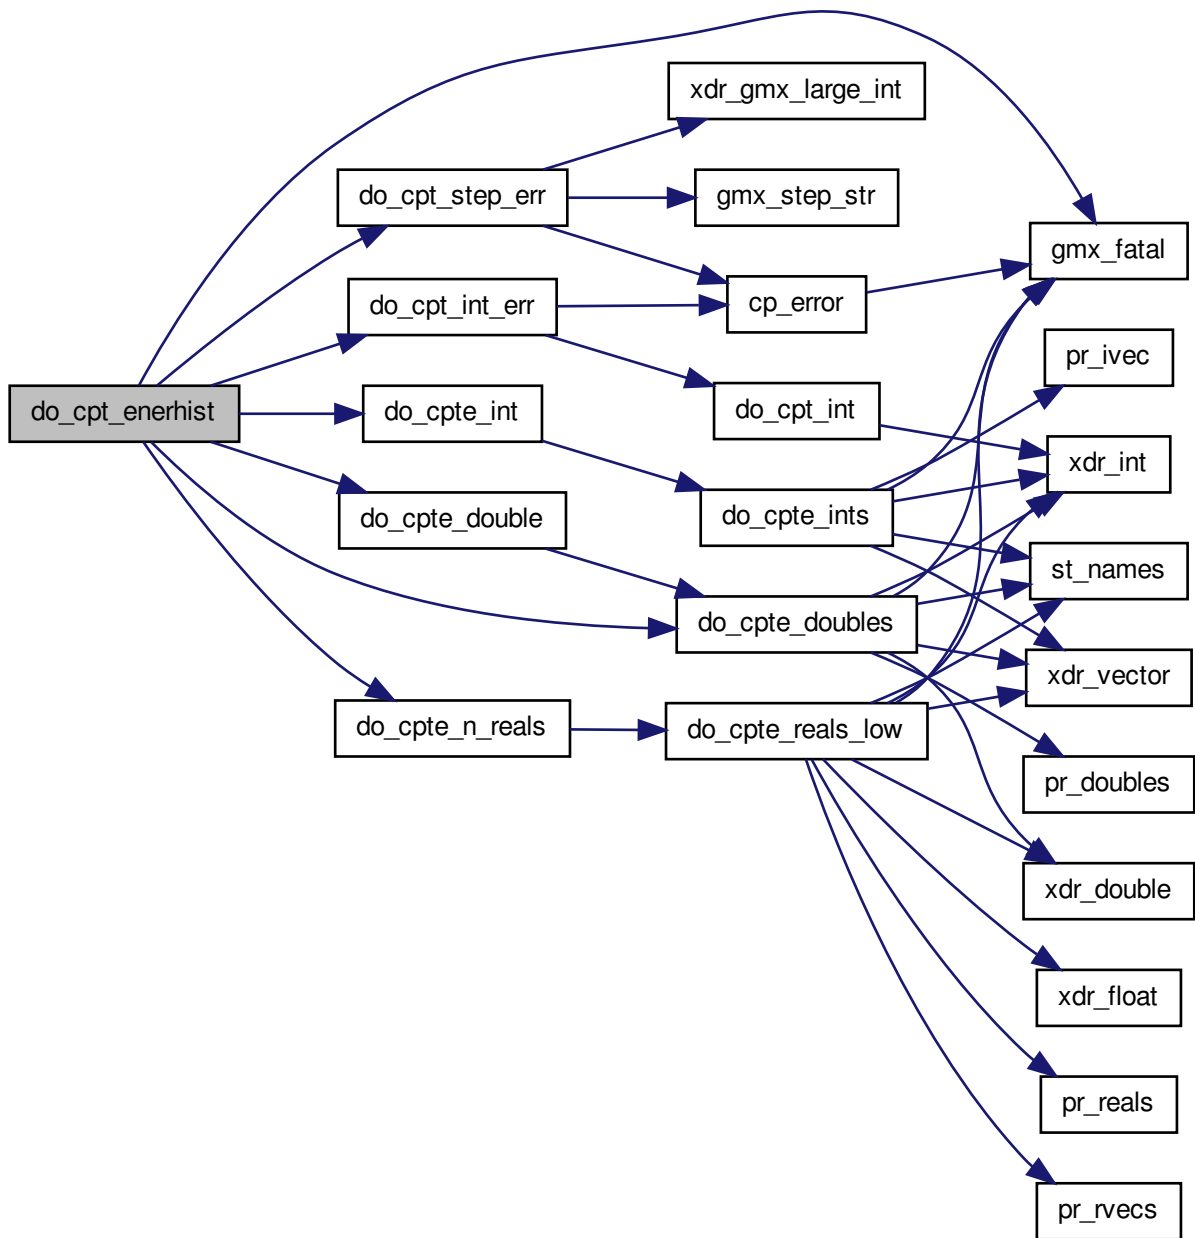 xdr_gmx_large_int
do_cpt_step_err
gmx_step_str
gmx_fatal
do_cpt_int_err
cp_error
pr_ivec
do_cpt_enerhist
do_cpte_int
do_cpt_int
xdr_int
do_cpte_double
do_cpte_ints
st_names
do_cpte_doubles
xdr_vector
do_cpte_n_reals
do_cpte_reals_low
pr_doubles
xdr_double
xdr_float
pr_reals
pr_rvecs